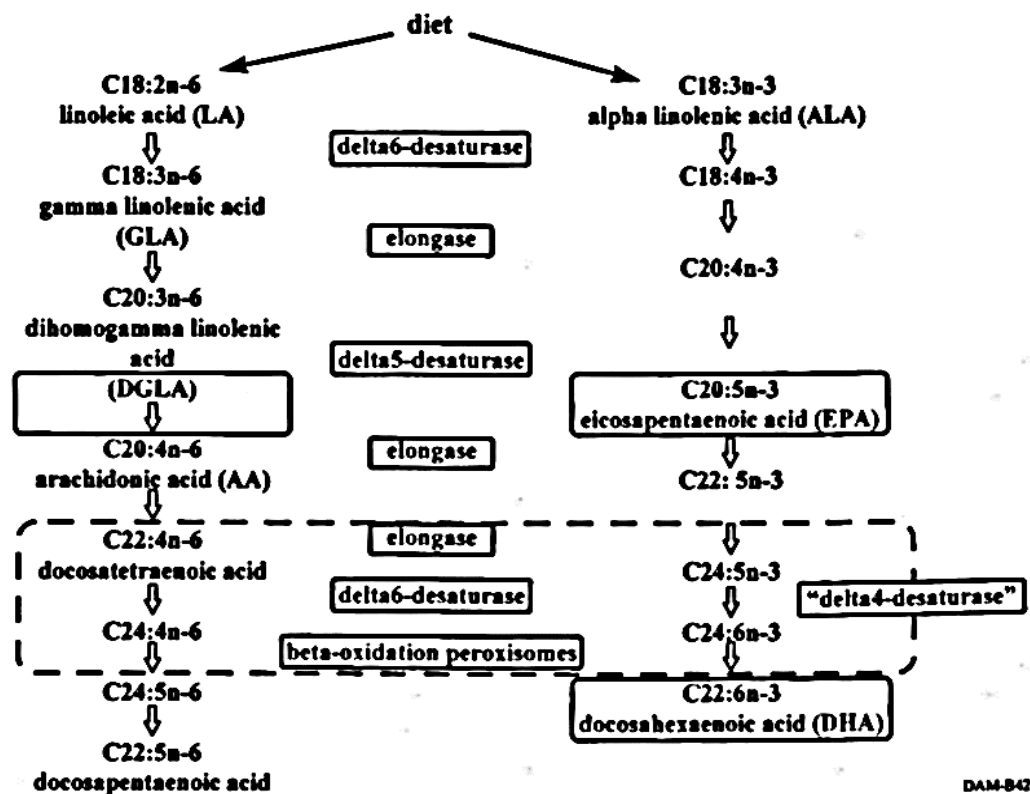 diet
C18:2n-6
linoleic acid (LA)
C18:3n-6
gamma linolenic acid
(GLA)
C20:3n-6
dihomogamma linolenic
acid
(DGLA)
C20:4n-6
arachidonic acid (AA)
C22:4n-6
docosatetraenoic acid
C24:4n-6
C24:5n-6
C22:5n-6
docosapentaenoic acid
delta6-desaturase
elongase
delta5-desaturase
elongase
elongase
delta6-desaturase
beta-oxidation peroxisomes
C18:3n-3
alpha linolenic acid (ALA)
C18:4n-3
C20:4n-3
C20:5n-3
eicosapentaenoic acid (EPA)
C22: 5n-3
C24:5n-3
C24:6n-3
C22:6n-3
docosahexaenoic acid (DHA)
“delta4-desaturase”
DAM-B42